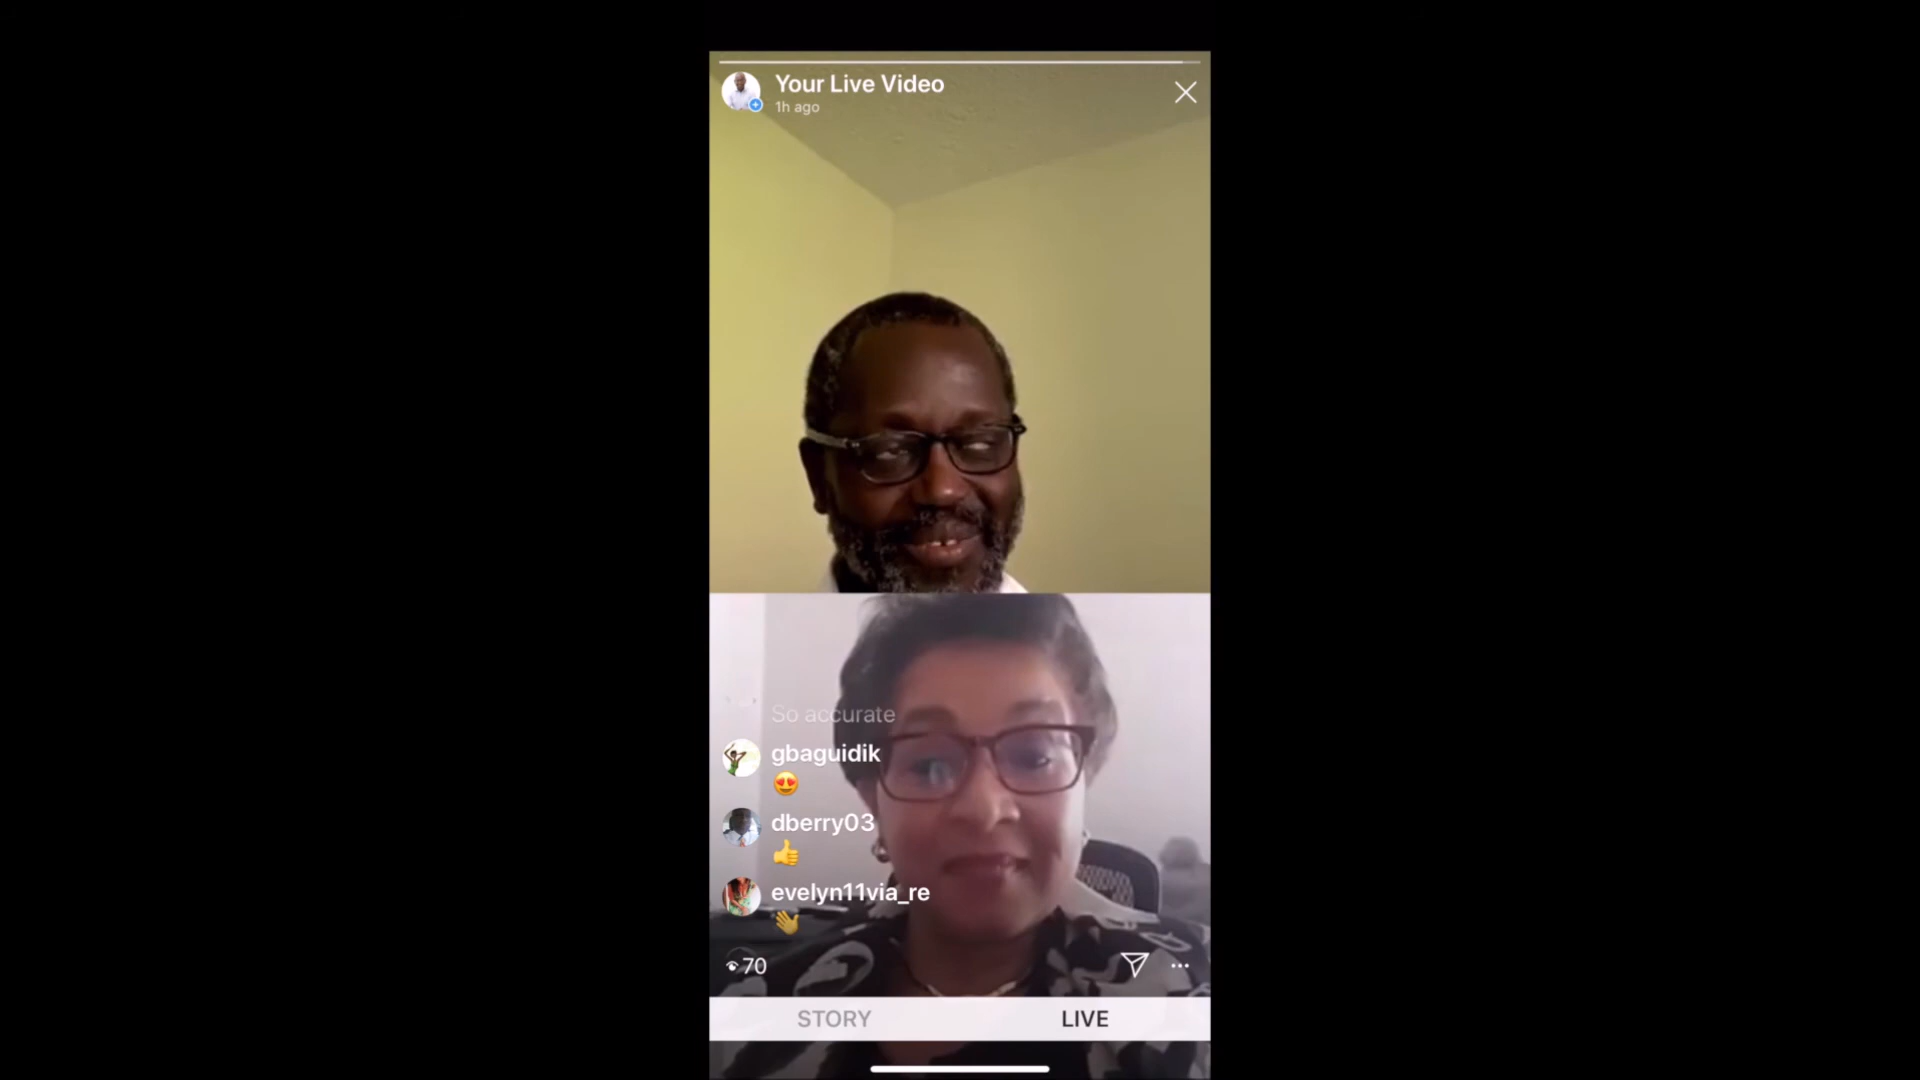 Your Live Video
1h ago
So accurate
gbaguidik
😍
dberry03
👍
evelyn11via_re
👋
70
STORY
LIVE